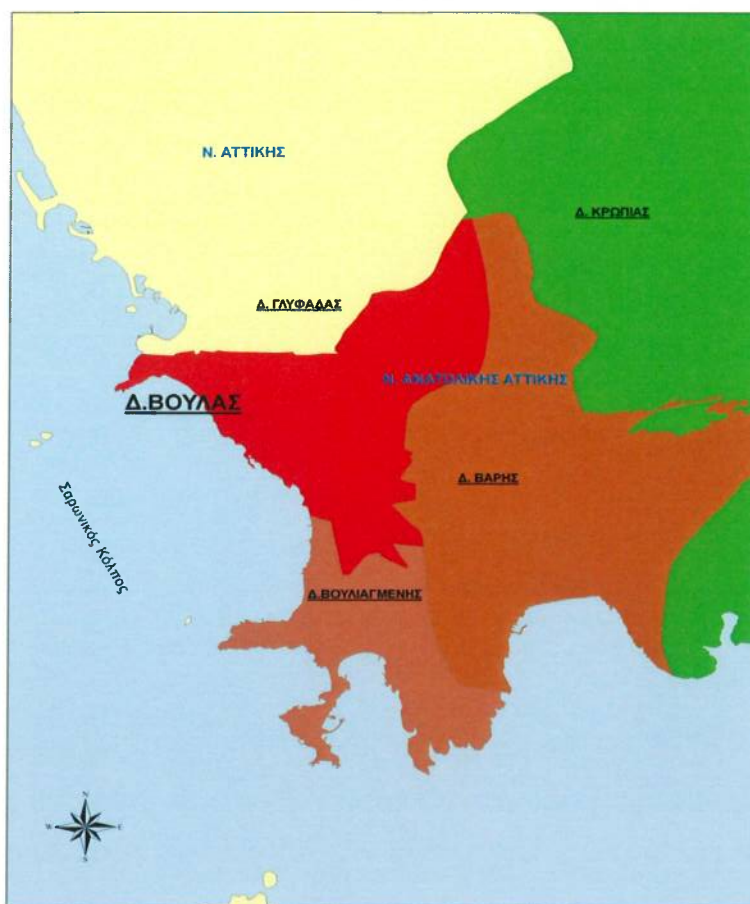 Ν. ΑΤΤΙΚΗΣ
Δ. ΚΡΩΠΙΑΣ
Δ. ΓΛΥΦΑΔΑΣ
Ν. ΑΝΑΤΟΛΙΚΗΣ ΑΤΤΙΚΗΣ
Δ.ΒΟΥΛΑΣ
Δ. ΒΑΡΗΣ
Σαρωνικός Κόλπος
Δ.ΒΟΥΛΙΑΓΜΕΝΗΣ
N
W E
S